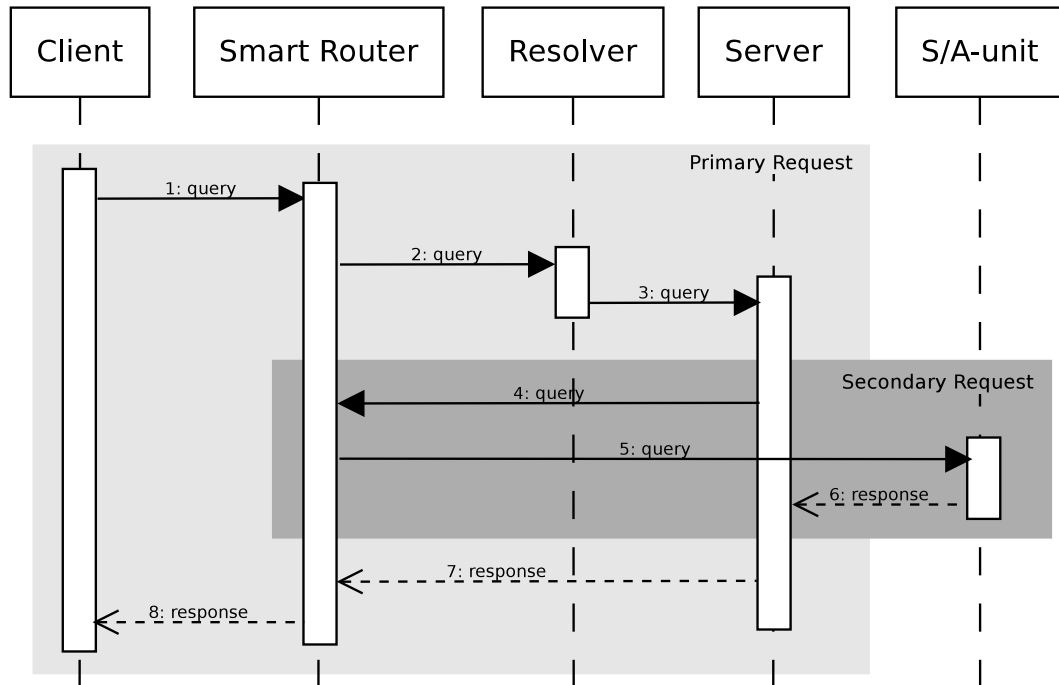 Client
Smart Router
Resolver
Server
S/A-unit
Primary Request
1: query
2: query
3: query
Secondary Request
4: query
5: query
6: response
7: response
8: response